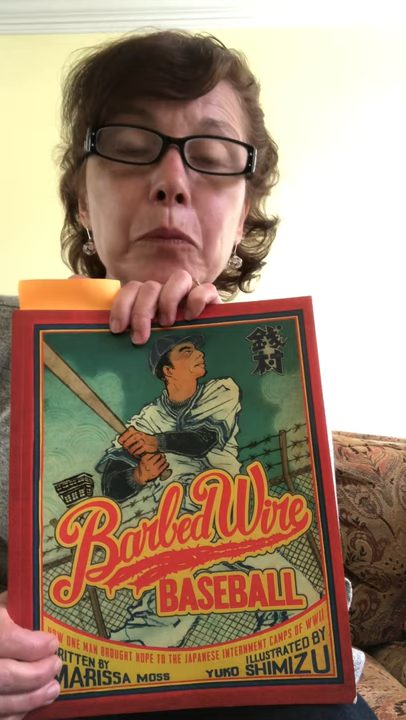 銭村
Barbed Wire
BASEBALL
HOW ONE MAN BROUGHT HOPE TO THE JAPANESE INTERNMENT CAMPS OF WWII
WRITTEN BY
MARISSA MOSS
ILLUSTRATED BY
YUKO SHIMIZU